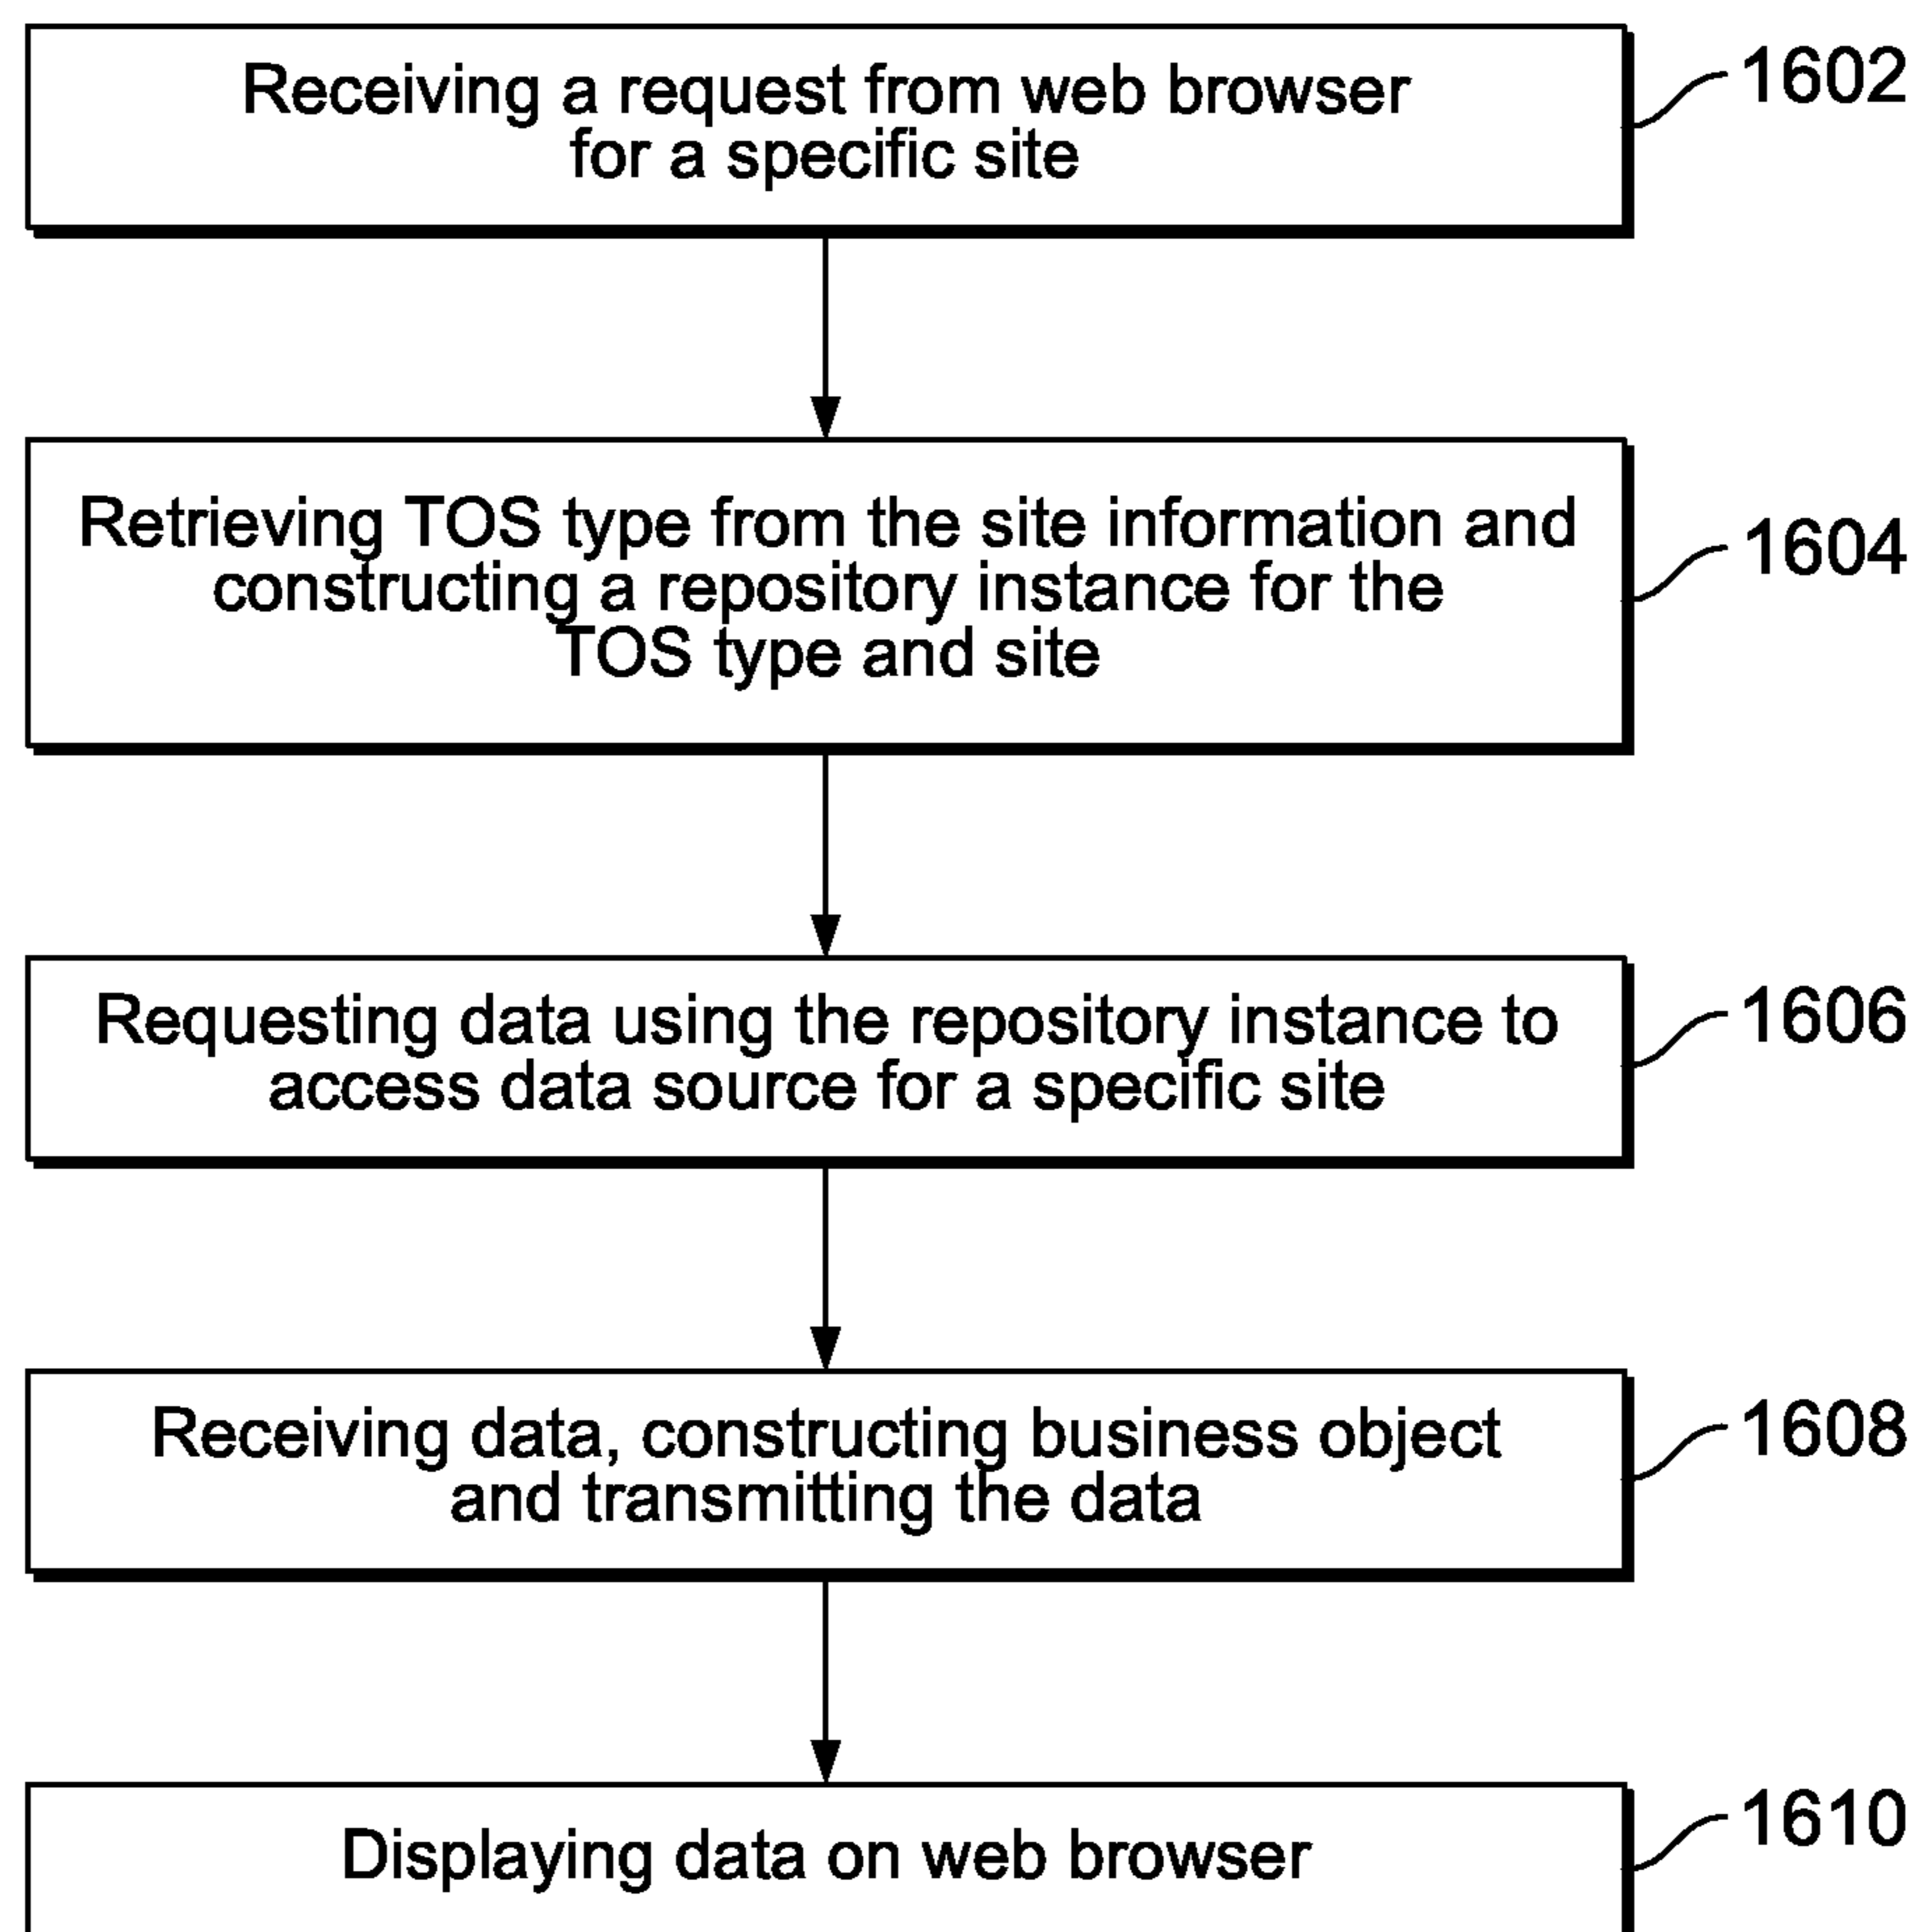 Receiving a request from web browser
for a specific site
1602
Retrieving TOS type from the site information and
constructing a repository instance for the
TOS type and site
1604
Requesting data using the repository instance to
access data source for a specific site
1606
Receiving data, constructing business object
and transmitting the data
1608
Displaying data on web browser
1610